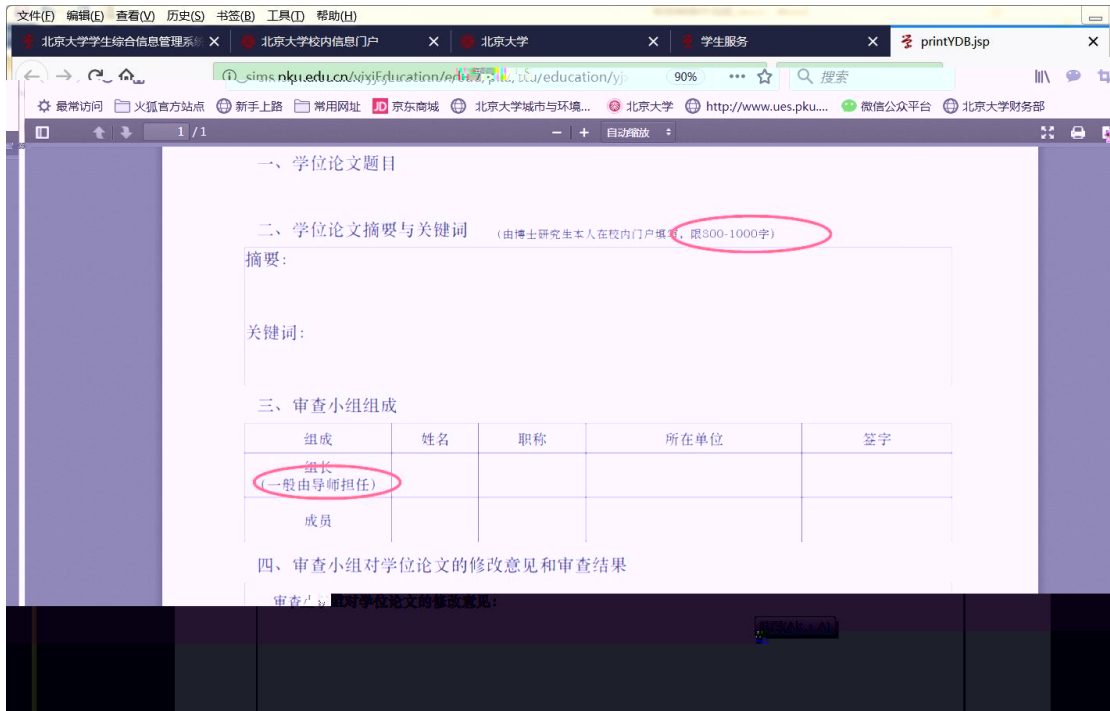 文件(F) 编辑(E) 查看(V) 历史(S) 书签(B) 工具(T) 帮助(H)
北京大学学生综合信息管理系统 北京大学校内信息门户 北京大学 学生服务 printYDB.jsp
sims.pku.edu.cn 90% 搜索
最常访问 火狐官方站点 新手上路 常用网址 JD 京东商城 北京大学城市与环境... 北京大学 http://www.ues.pku.... 微信公众平台 北京大学财务部
1 / 1 自动缩放
一、学位论文题目
二、学位论文摘要与关键词 (由博士研究生本人在校内门户填写，限800-1000字)
摘要：
关键词：
三、审查小组组成
组成 姓名 职称 所在单位 签字
组长
(一般由导师担任)
成员
四、审查小组对学位论文的修改意见和审查结果
审查小组对学位论文的修改意见：